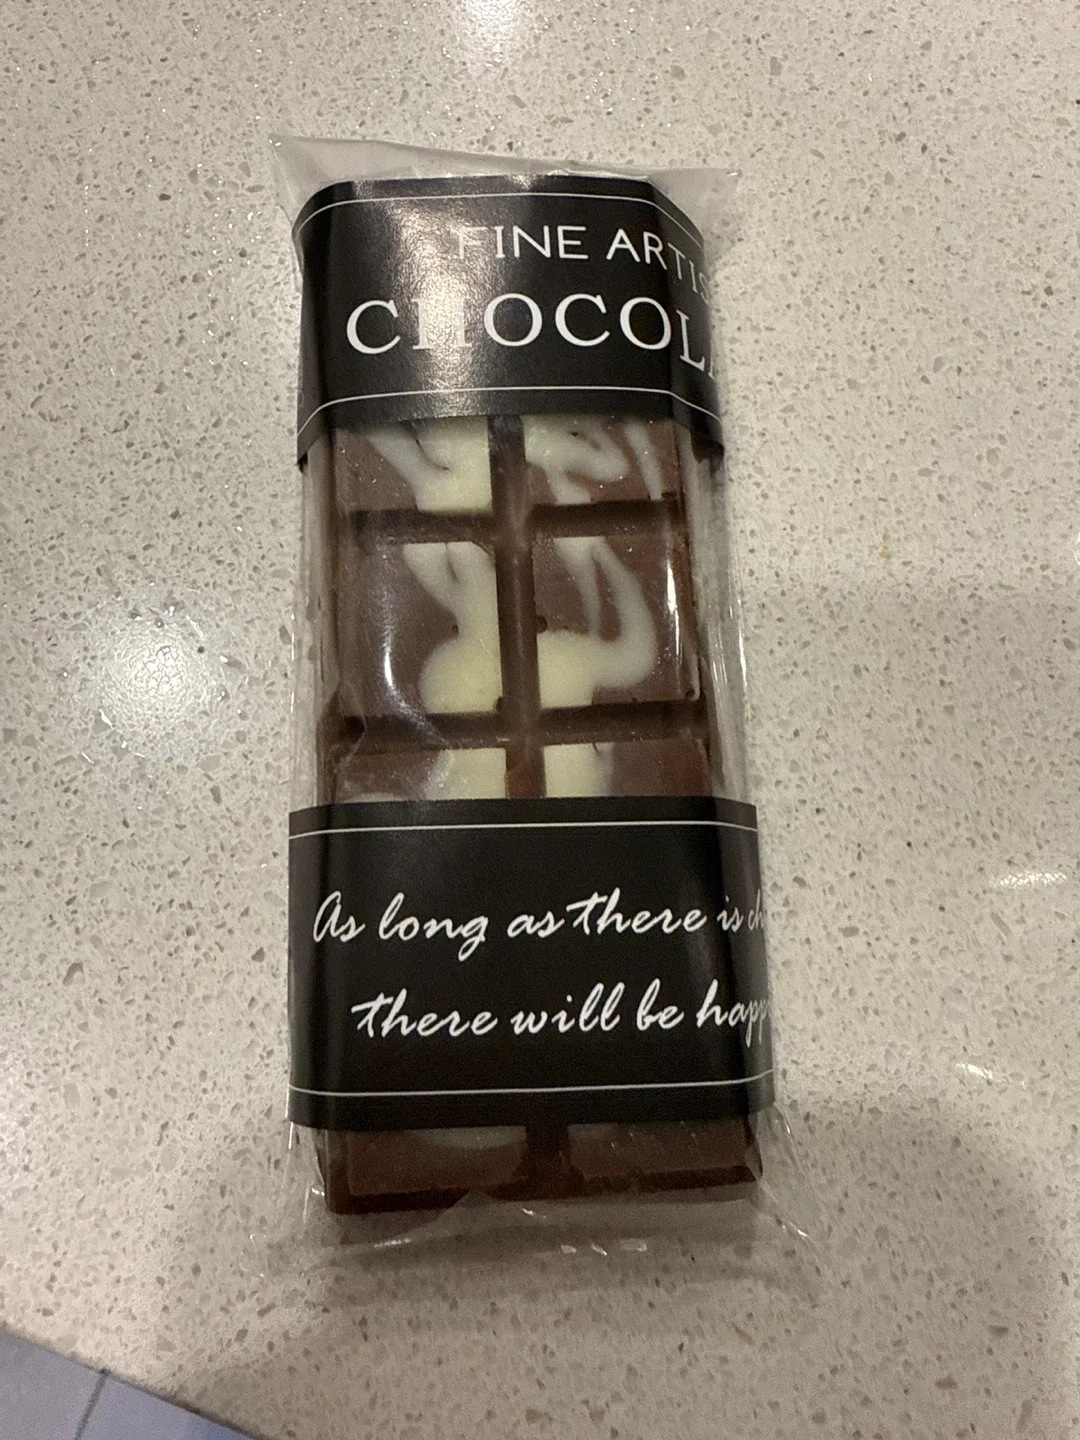 FINE ARTIS
CHOCOL
As long as there is ch
there will be happ